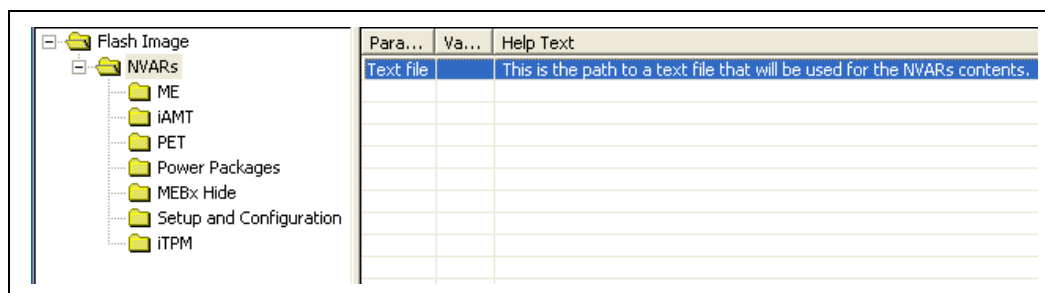 Flash Image
NVARs
ME
iAMT
PET
Power Packages
MEBx Hide
Setup and Configuration
iTPM
Para... Va... Help Text
Text file This is the path to a text file that will be used for the NVARs contents.